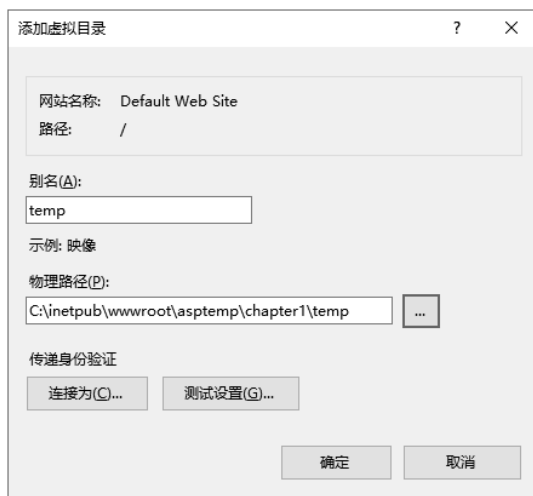 添加虚拟目录 ? ×
网站名称: Default Web Site
路径: /
别名(A):
temp
示例: 映像
物理路径(P):
C:\inetpub\wwwroot\asptemp\chapter1\temp ...
传递身份验证
连接为(C)... 测试设置(G)...
确定 取消